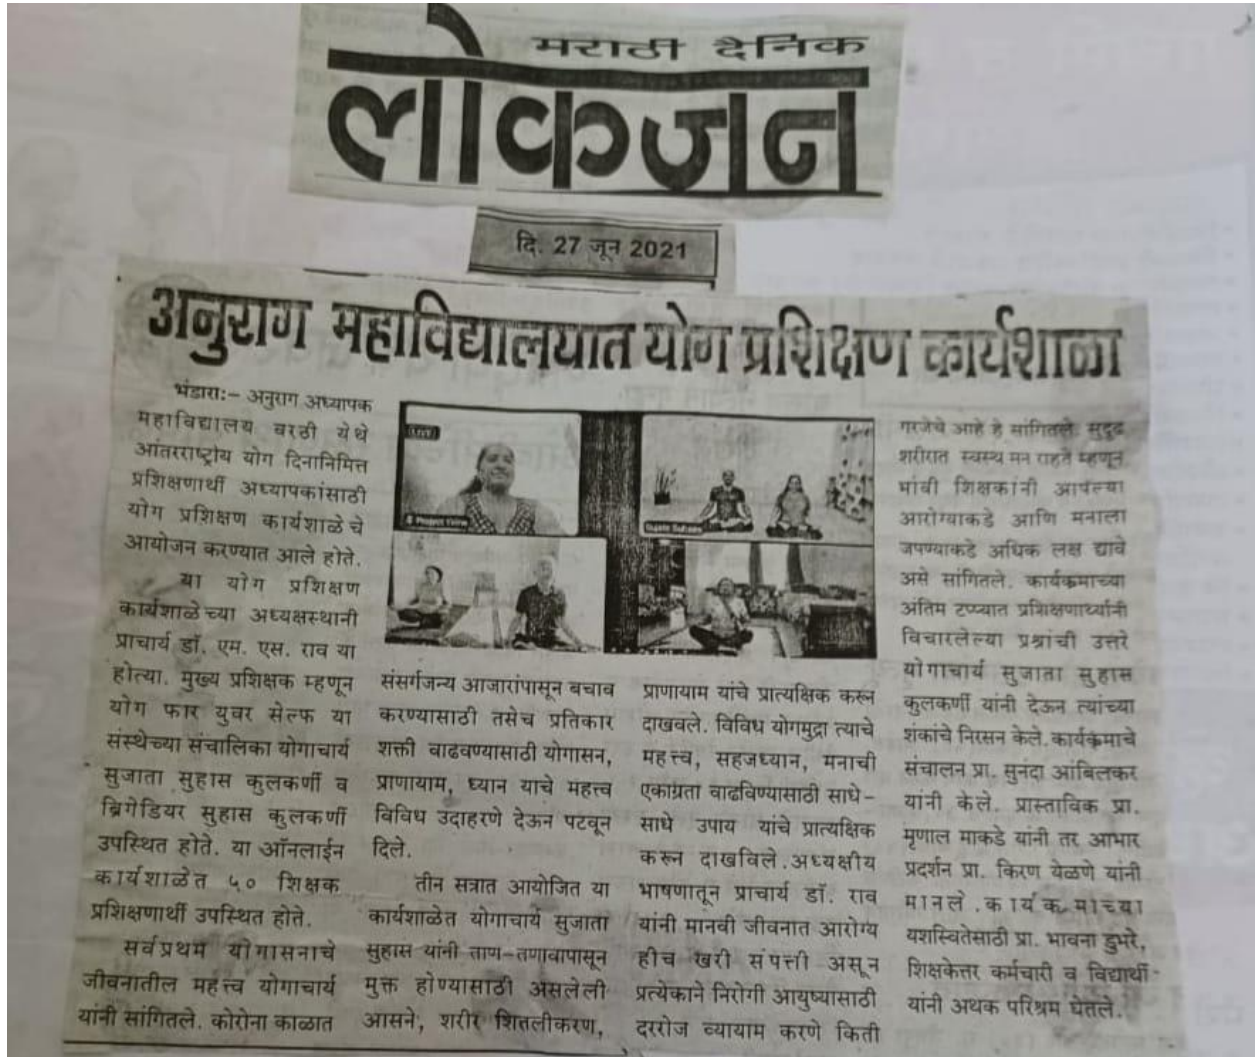 मराठी दैनिक
लोकजन
दि. 27 जून 2021
अनुराग महाविद्यालयात योग प्रशिक्षण कार्यशाळा
भंडारा:- अनुराग अध्यापक
महाविद्यालय वरठी येथे
आंतरराष्ट्रीय योग दिनानिमित्त
प्रशिक्षणार्थी अध्यापकांसाठी
योग प्रशिक्षण कार्यशाळेचे
आयोजन करण्यात आले होते.
या योग प्रशिक्षण
कार्यशाळेच्या अध्यक्षस्थानी
प्राचार्य डॉ. एम. एस. राव या
होत्या. मुख्य प्रशिक्षक म्हणून
योग फार युवर सेल्फ या
संस्थेच्या संचालिका योगाचार्य
सुजाता सुहास कुलकर्णी व
ब्रिगेडियर सुहास कुलकर्णी
उपस्थित होते. या ऑनलाईन
कार्यशाळेत ५० शिक्षक
प्रशिक्षणार्थी उपस्थित होते.
सर्वप्रथम योगासनाचे
जीवनातील महत्त्व योगाचार्य
यांनी सांगितले. कोरोना काळात
संसर्गजन्य आजारांपासून बचाव
करण्यासाठी तसेच प्रतिकार
शक्ती वाढवण्यासाठी योगासन,
प्राणायाम, ध्यान याचे महत्त्व
विविध उदाहरणे देऊन पटवून
दिले.
तीन सत्रात आयोजित या
कार्यशाळेत योगाचार्य सुजाता
सुहास यांनी ताण-तणावापासून
मुक्त होण्यासाठी असलेली
आसने, शरीर शितलीकरण,
प्राणायाम यांचे प्रात्यक्षिक करून
दाखवले. विविध योगमुद्रा त्याचे
महत्त्व, सहजध्यान, मनाची
एकाग्रता वाढविण्यासाठी साधे-
साधे उपाय यांचे प्रात्यक्षिक
करून दाखविले. अध्यक्षीय
भाषणातून प्राचार्य डॉ. राव
यांनी मानवी जीवनात आरोग्य
हीच खरी संपत्ती असून
प्रत्येकाने निरोगी आयुष्यासाठी
दररोज व्यायाम करणे किती
गरजेचे आहे हे सांगितले. सुदृढ
शरीरात स्वस्थ मन राहते म्हणून
भावी शिक्षकांनी आपल्या
आरोग्याकडे आणि मनाला
जपण्याकडे अधिक लक्ष द्यावे
असे सांगितले. कार्यक्रमाच्या
अंतिम टप्प्यात प्रशिक्षणार्थ्यांनी
विचारलेल्या प्रश्नांची उत्तरे
योगाचार्य सुजाता सुहास
कुलकर्णी यांनी देऊन त्यांच्या
शंकांचे निरसन केले. कार्यक्रमाचे
संचालन प्रा. सुनंदा आंबिलकर
यांनी केले. प्रास्ताविक प्रा.
मृणाल माकडे यांनी तर आभार
प्रदर्शन प्रा. किरण येळणे यांनी
मानले. कार्यक्रमाच्या
यशस्वितेसाठी प्रा. भावना डुंभरे,
शिक्षकेत्तर कर्मचारी व विद्यार्थी
यांनी अथक परिश्रम घेतले.